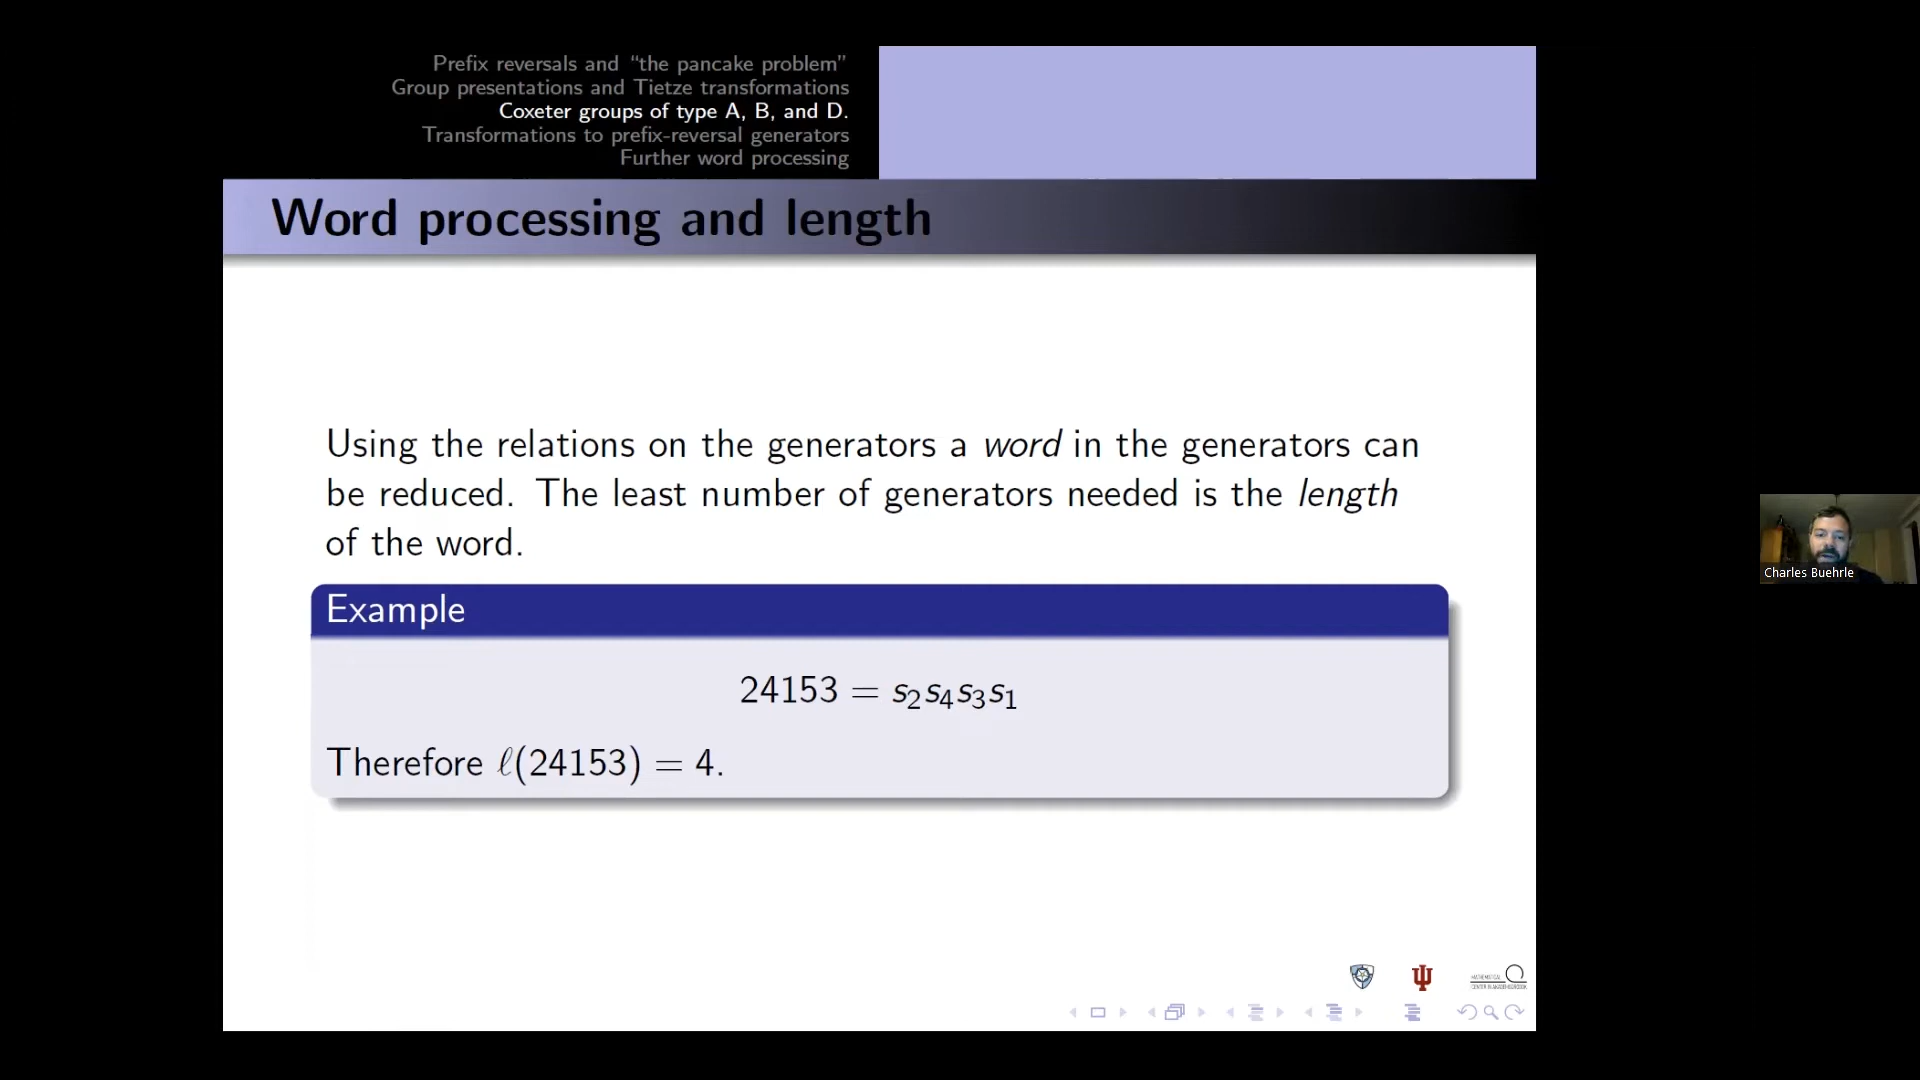 Prefix reversals and “the pancake problem”
Group presentations and Tietze transformations
Coxeter groups of type A, B, and D.
Transformations to prefix-reversal generators
Further word processing
Word processing and length
Using the relations on the generators a word in the generators can
be reduced. The least number of generators needed is the length
of the word.
Example
24153 = s₂s₄s₃s₁
Therefore ℓ(24153) = 4.
Charles Buehrle